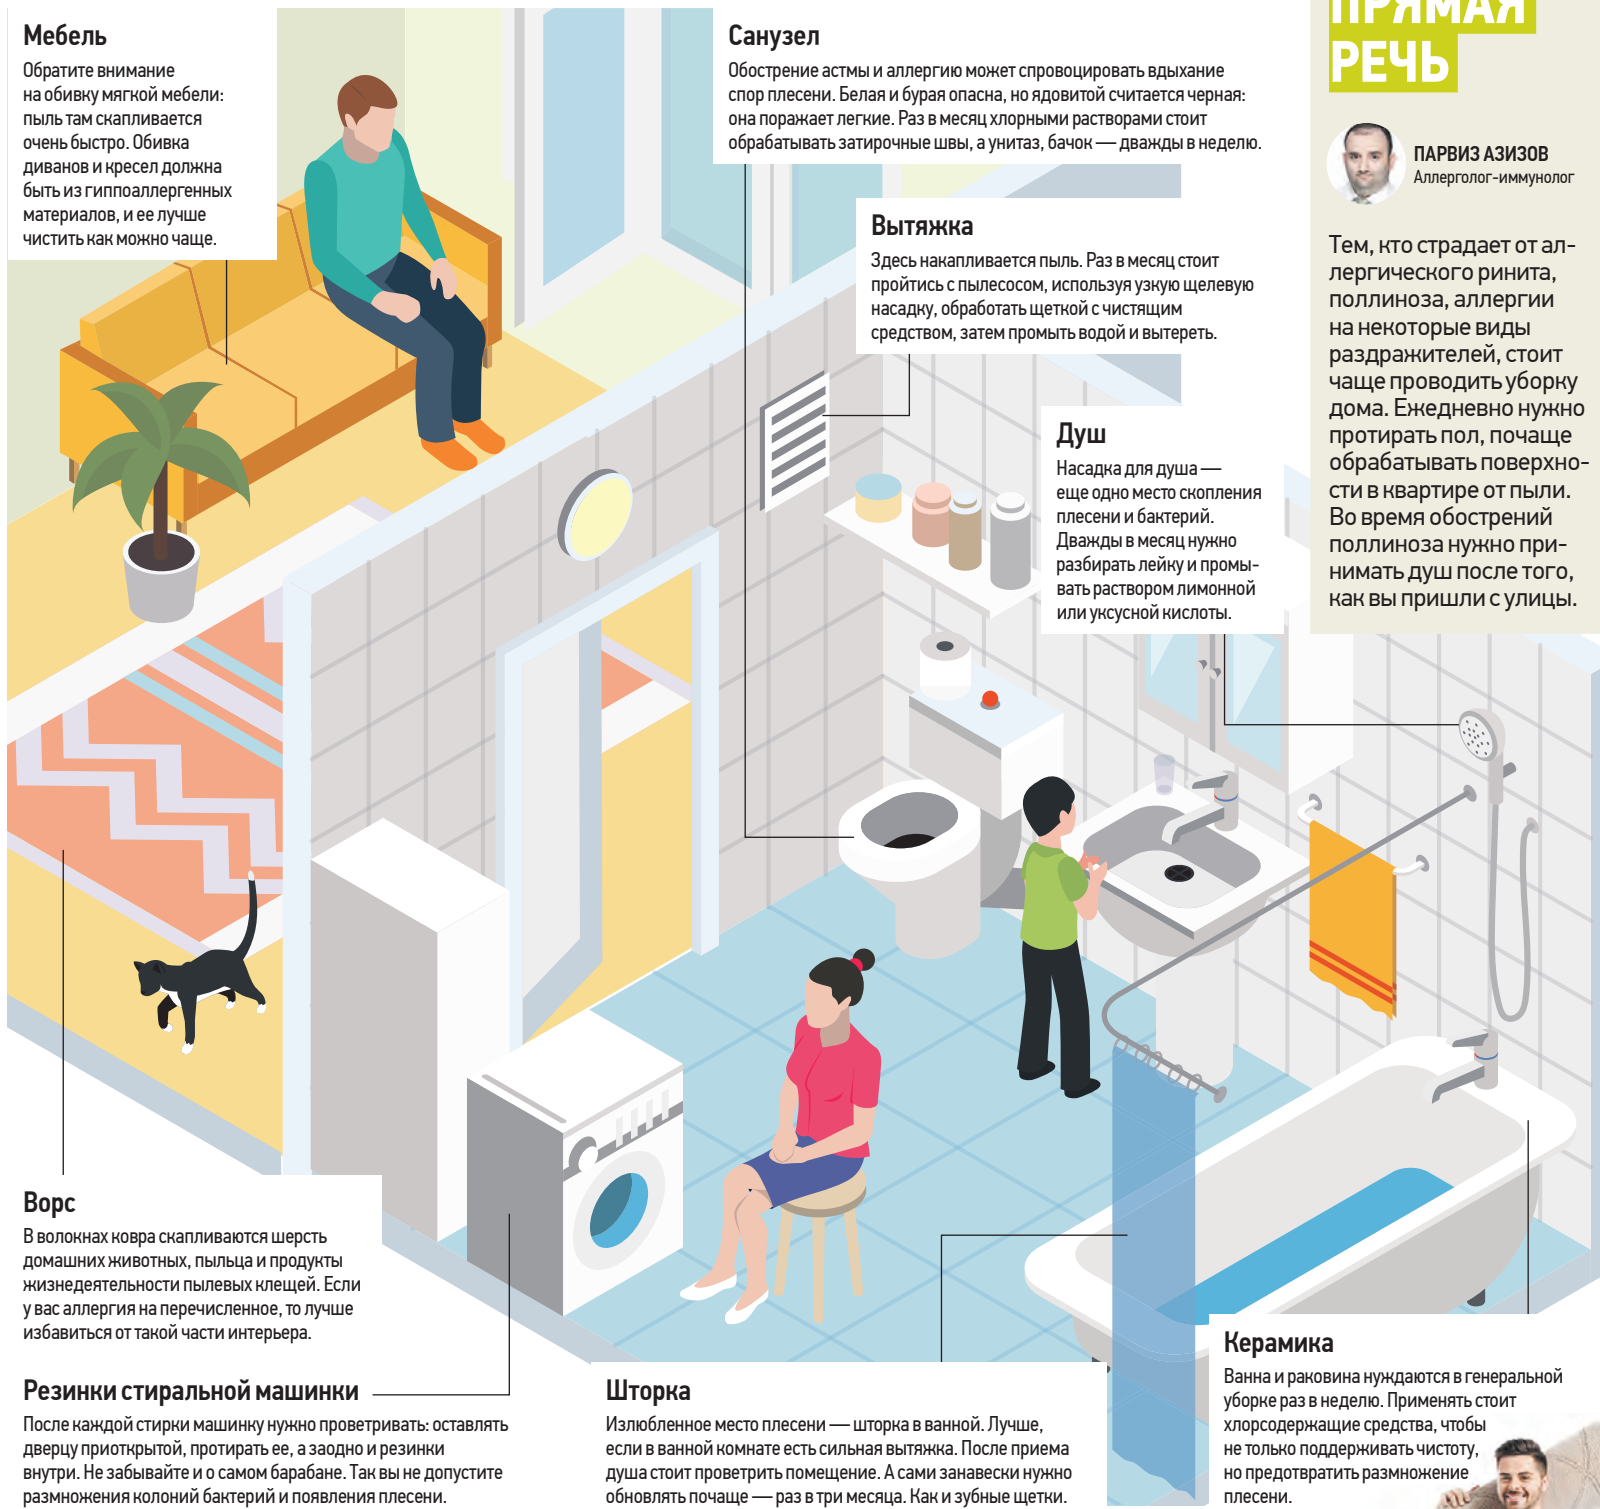 Мебель
Обратите внимание
на обивку мягкой мебели:
пыль там скапливается
очень быстро. Обивка
диванов и кресел должна
быть из гиппоаллергенных
материалов, и ее лучше
чистить как можно чаще.
Санузел
Обострение астмы и аллергию может спровоцировать вдыхание
спор плесени. Белая и бурая опасна, но ядовитой считается черная:
она поражает легкие. Раз в месяц хлорными растворами стоит
обрабатывать затирочные швы, а унитаз, бачок — дважды в неделю.
Вытяжка
Здесь накапливается пыль. Раз в месяц стоит
пройтись с пылесосом, используя узкую щелевую
насадку, обработать щеткой с чистящим
средством, затем промыть водой и вытереть.
Душ
Насадка для душа —
еще одно место скопления
плесени и бактерий.
Дважды в месяц нужно
разбирать лейку и промы-
вать раствором лимонной
или уксусной кислоты.
ПРЯМАЯ
РЕЧЬ
ПАРВИЗ АЗИЗОВ
Аллерголог-иммунолог
Тем, кто страдает от ал-
лергического ринита,
поллиноза, аллергии
на некоторые виды
раздражителей, стоит
чаще проводить уборку
дома. Ежедневно нужно
протирать пол, почаще
обрабатывать поверхно-
сти в квартире от пыли.
Во время обострений
поллиноза нужно при-
нимать душ после того,
как вы пришли с улицы.
Ворс
В волокнах ковра скапливаются шерсть
домашних животных, пыльца и продукты
жизнедеятельности пылевых клещей. Если
у вас аллергия на перечисленное, то лучше
избавиться от такой части интерьера.
Резинки стиральной машинки
После каждой стирки машинку нужно проветривать: оставлять
дверцу приоткрытой, протирать ее, а заодно и резинки
внутри. Не забывайте и о самом барабане. Так вы не допустите
размножения колоний бактерий и появления плесени.
Шторка
Излюбленное место плесени — шторка в ванной. Лучше,
если в ванной комнате есть сильная вытяжка. После приема
душа стоит проветрить помещение. А сами занавески нужно
обновлять почаще — раз в три месяца. Как и зубные щетки.
Керамика
Ванна и раковина нуждаются в генеральной
уборке раз в неделю. Применять стоит
хлорсодержащие средства, чтобы
не только поддерживать чистоту,
но предотвратить размножение
плесени.